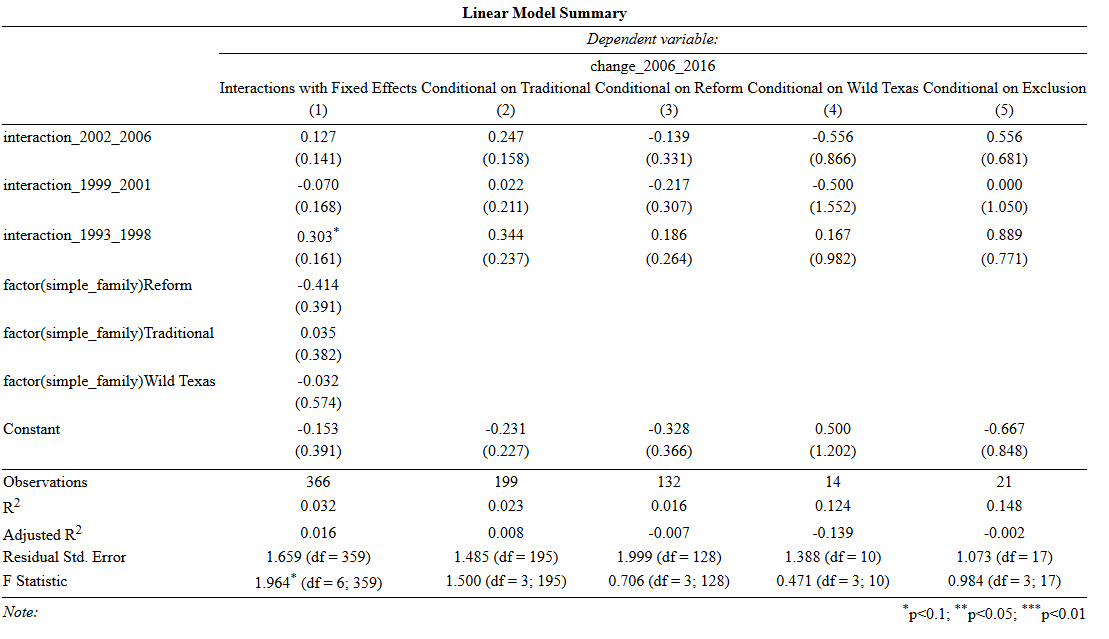 Linear Model Summary
Dependent variable:
change_2006_2016
Interactions with Fixed Effects Conditional on Traditional Conditional on Reform Conditional on Wild Texas Conditional on Exclusion
(1) (2) (3) (4) (5)
interaction_2002_2006 0.127 0.247 -0.139 -0.556 0.556
(0.141) (0.158) (0.331) (0.866) (0.681)
interaction_1999_2001 -0.070 0.022 -0.217 -0.500 0.000
(0.168) (0.211) (0.307) (1.552) (1.050)
interaction_1993_1998 0.303* 0.344 0.186 0.167 0.889
(0.161) (0.237) (0.264) (0.982) (0.771)
factor(simple_family)Reform -0.414
(0.391)
factor(simple_family)Traditional 0.035
(0.382)
factor(simple_family)Wild Texas -0.032
(0.574)
Constant -0.153 -0.231 -0.328 0.500 -0.667
(0.391) (0.227) (0.366) (1.202) (0.848)
Observations 366 199 132 14 21
R2 0.032 0.023 0.016 0.124 0.148
Adjusted R2 0.016 0.008 -0.007 -0.139 -0.002
Residual Std. Error 1.659 (df = 359) 1.485 (df = 195) 1.999 (df = 128) 1.388 (df = 10) 1.073 (df = 17)
F Statistic 1.964* (df = 6; 359) 1.500 (df = 3; 195) 0.706 (df = 3; 128) 0.471 (df = 3; 10) 0.984 (df = 3; 17)
Note: *p<0.1; **p<0.05; ***p<0.01